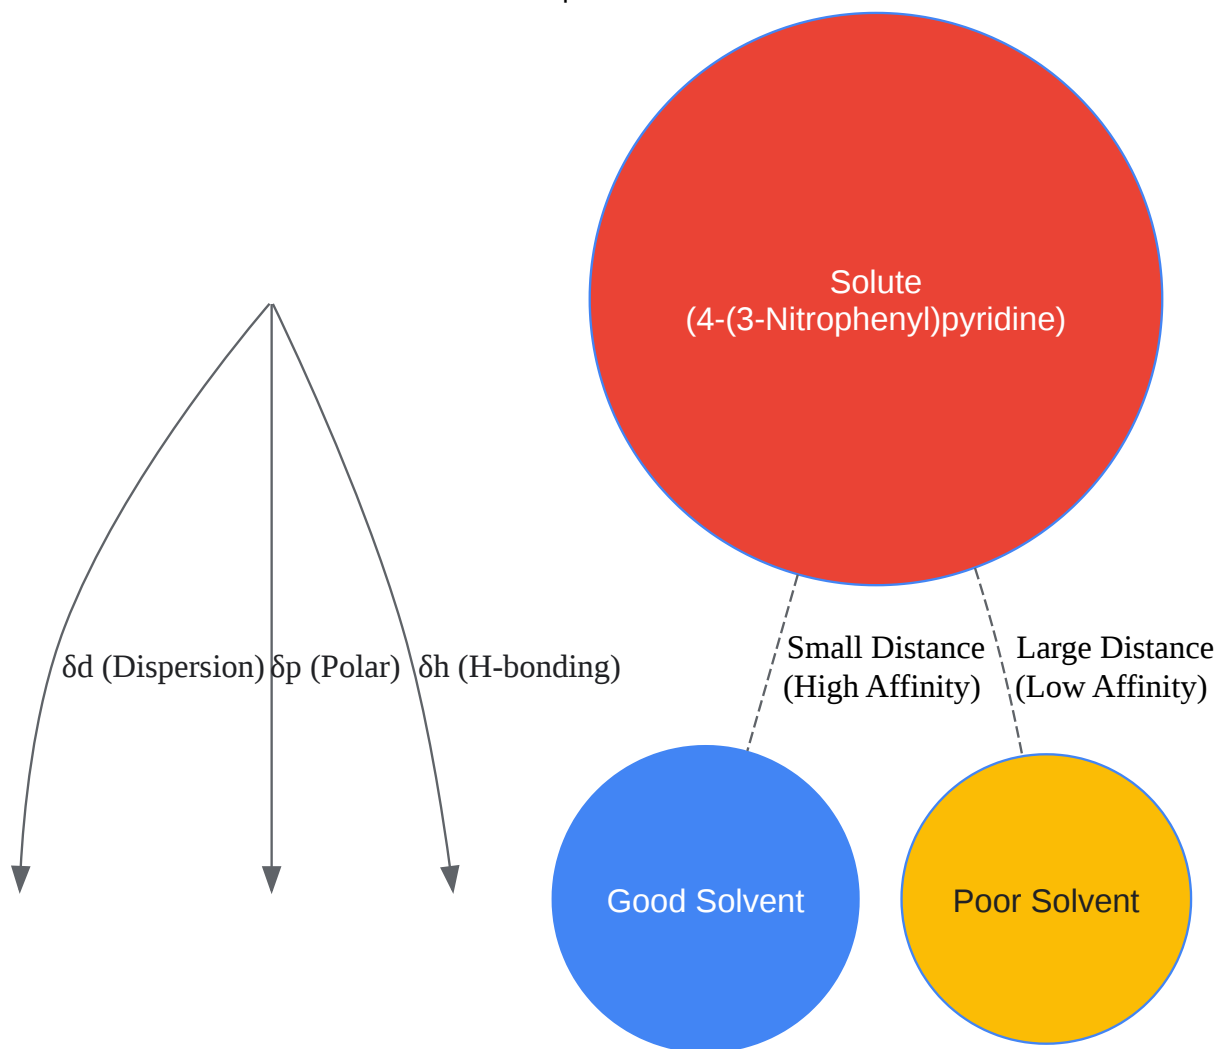 Solute
(4-(3-Nitrophenyl)pyridine)
δd (Dispersion)
δp (Polar)
δh (H-bonding)
Small Distance
(High Affinity)
Large Distance
(Low Affinity)
Good Solvent
Poor Solvent